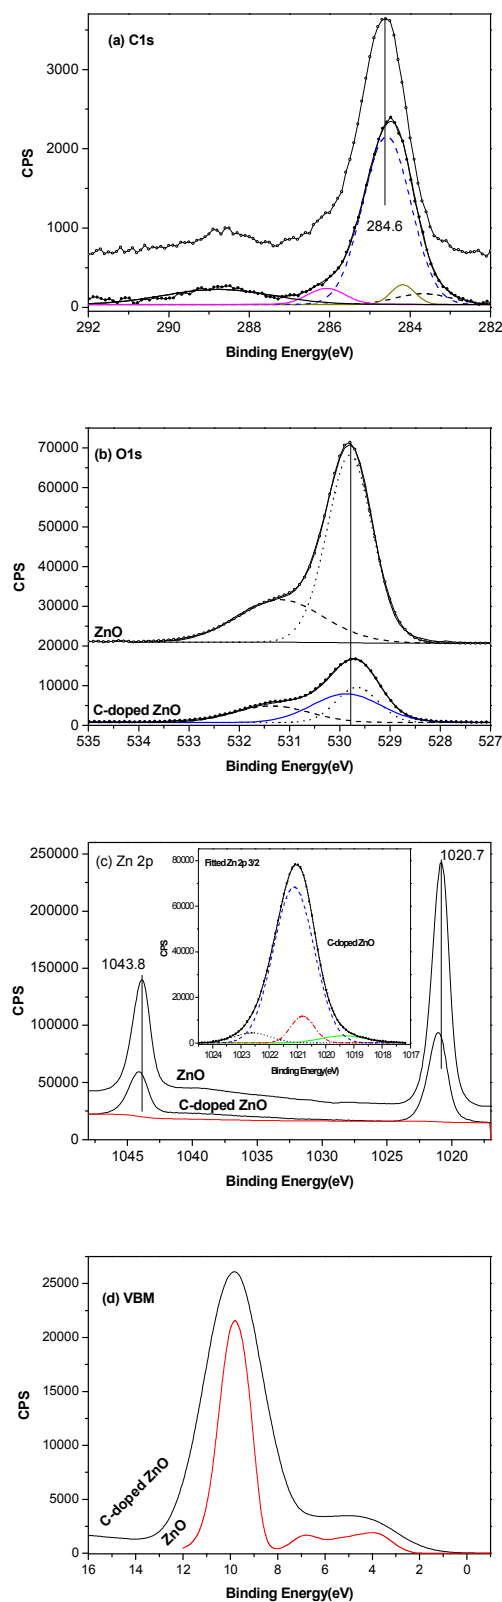 (a) C1s
3000
2000
1000
0
CPS
284.6
292 290 288 286 284 282
Binding Energy(eV)
(b) O1s
70000
60000
50000
40000
30000
20000
10000
0
CPS
ZnO
C-doped ZnO
535 534 533 532 531 530 529 528 527
Binding Energy(eV)
(c) Zn 2p
250000
200000
150000
100000
50000
0
CPS
1043.8
1020.7
Fitted Zn 2p 3/2
80000
60000
40000
20000
0
CPS
C-doped ZnO
1024 1023 1022 1021 1020 1019 1018 1017
Binding Energy(eV)
ZnO
C-doped ZnO
1045 1040 1035 1030 1025 1020
Binding Energy(eV)
(d) VBM
25000
20000
15000
10000
5000
0
CPS
C-doped ZnO
ZnO
16 14 12 10 8 6 4 2 0
Binding Energy(eV)